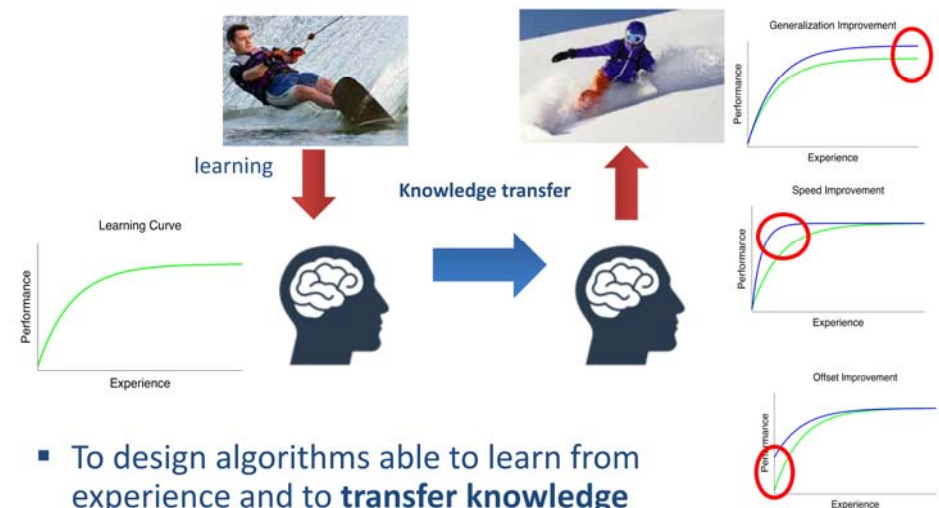 Generalization Improvement
Performance
Experience
learning
Knowledge transfer
Speed Improvement
Performance
Experience
Learning Curve
Performance
Experience
Offset Improvement
Performance
Experience
▪ To design algorithms able to learn from
experience and to transfer knowledge